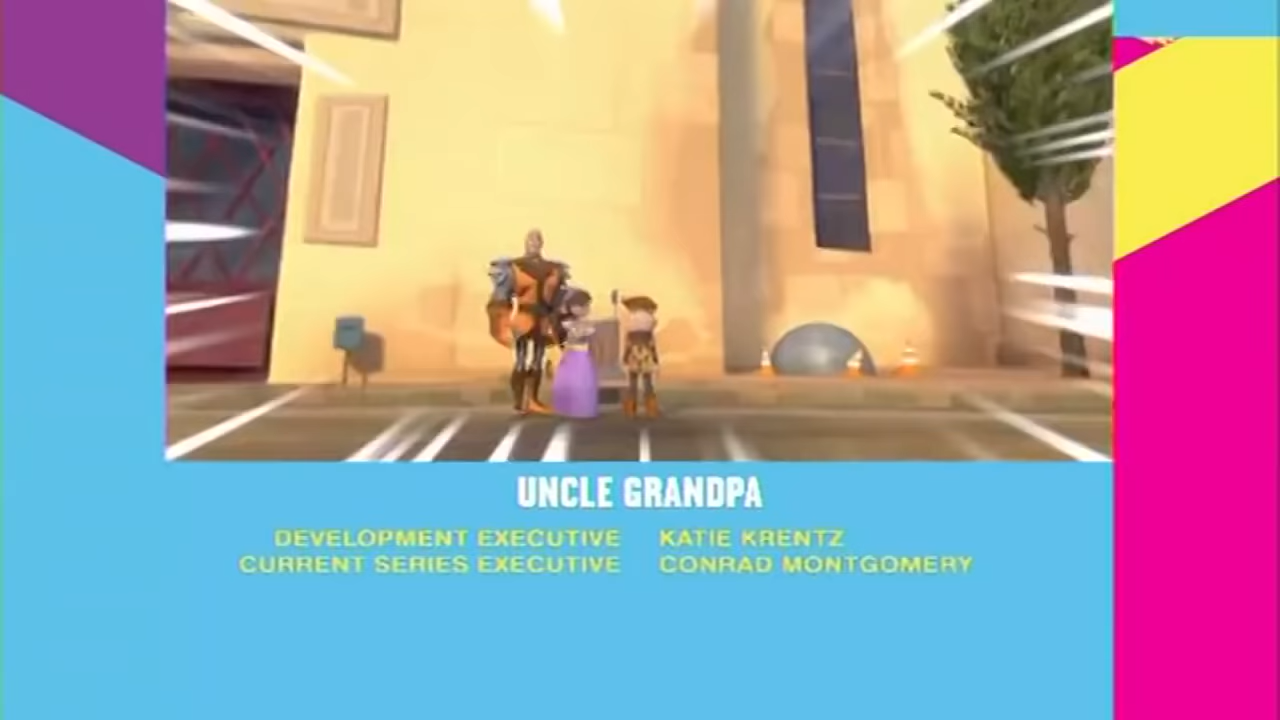 UNCLE GRANDPA
DEVELOPMENT EXECUTIVE KATIE KRENTZ
CURRENT SERIES EXECUTIVE CONRAD MONTGOMERY